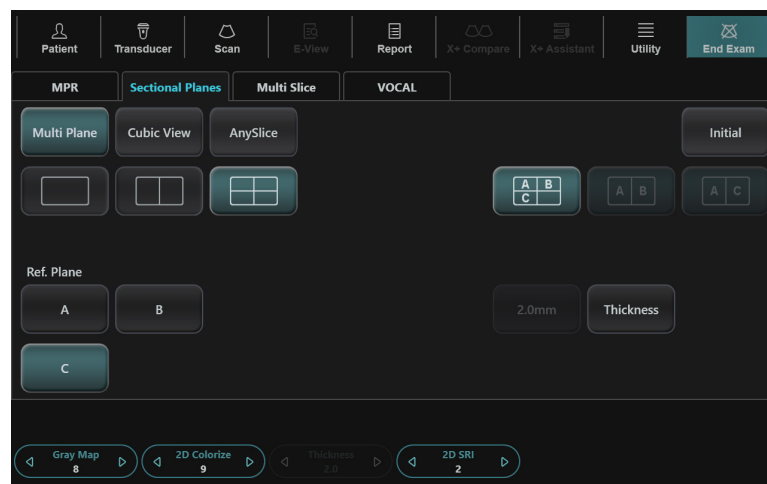 Patient Transducer Scan E-View Report X+ Compare X+ Assistant Utility End Exam
MPR Sectional Planes Multi Slice VOCAL
Multi Plane Cubic View AnySlice Initial
A B A B A C
C
Ref. Plane
A B 2.0mm Thickness
C
Gray Map 2D Colorize Thickness 2D SRI
8 9 2.0 2